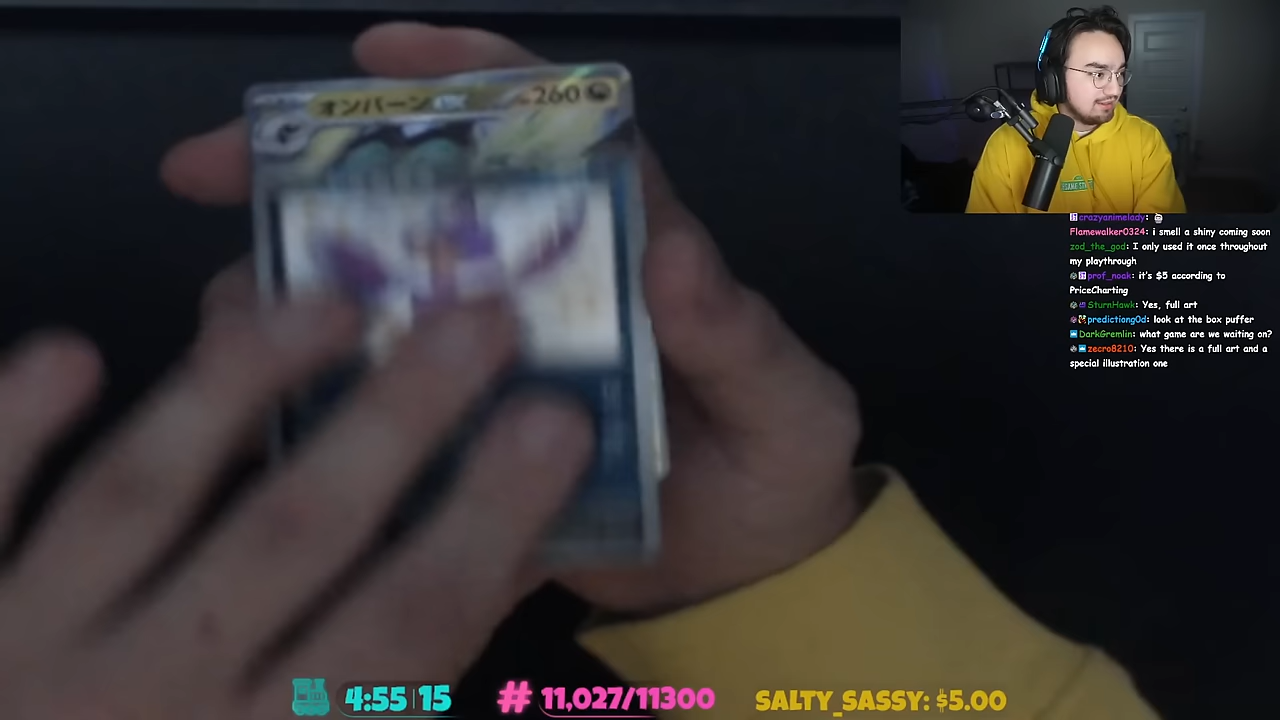 オンバーン ex 260
crazyanimelady:
Flamewalker0324: i smell a shiny coming soon
zod_the_god: I only used it once throughout
my playthrough
prof_noak: it's $5 according to
PriceCharting
SturnHawk: Yes, full art
predictiong0d: look at the box puffer
DarkGremlin: what game are we waiting on?
zecro8210: Yes there is a full art and a
special illustration one
4:55 15
# 11,027/11300
SALTY_SASSY: $5.00